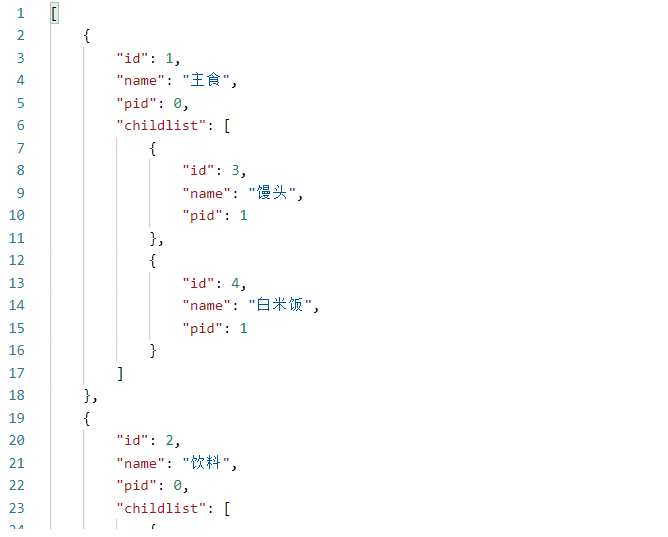 1 [
2 {
3 "id": 1,
4 "name": "主食",
5 "pid": 0,
6 "childlist": [
7 {
8 "id": 3,
9 "name": "馒头",
10 "pid": 1
11 },
12 {
13 "id": 4,
14 "name": "白米饭",
15 "pid": 1
16 }
17 ]
18 },
19 {
20 "id": 2,
21 "name": "饮料",
22 "pid": 0,
23 "childlist": [
24 {